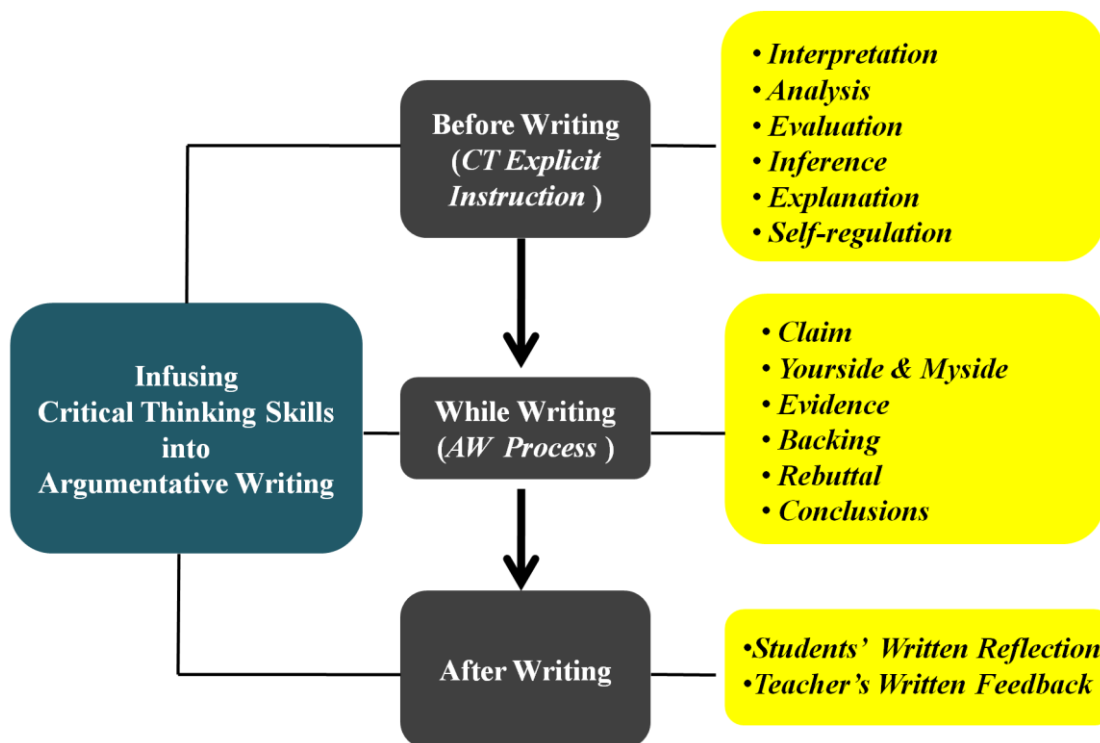 Infusing
Critical Thinking Skills
into
Argumentative Writing
Before Writing
(CT Explicit
Instruction )
• Interpretation
• Analysis
• Evaluation
• Inference
• Explanation
• Self-regulation
While Writing
(AW Process )
• Claim
• Yourside & Myside
• Evidence
• Backing
• Rebuttal
• Conclusions
After Writing
•Students’ Written Reflection
•Teacher’s Written Feedback